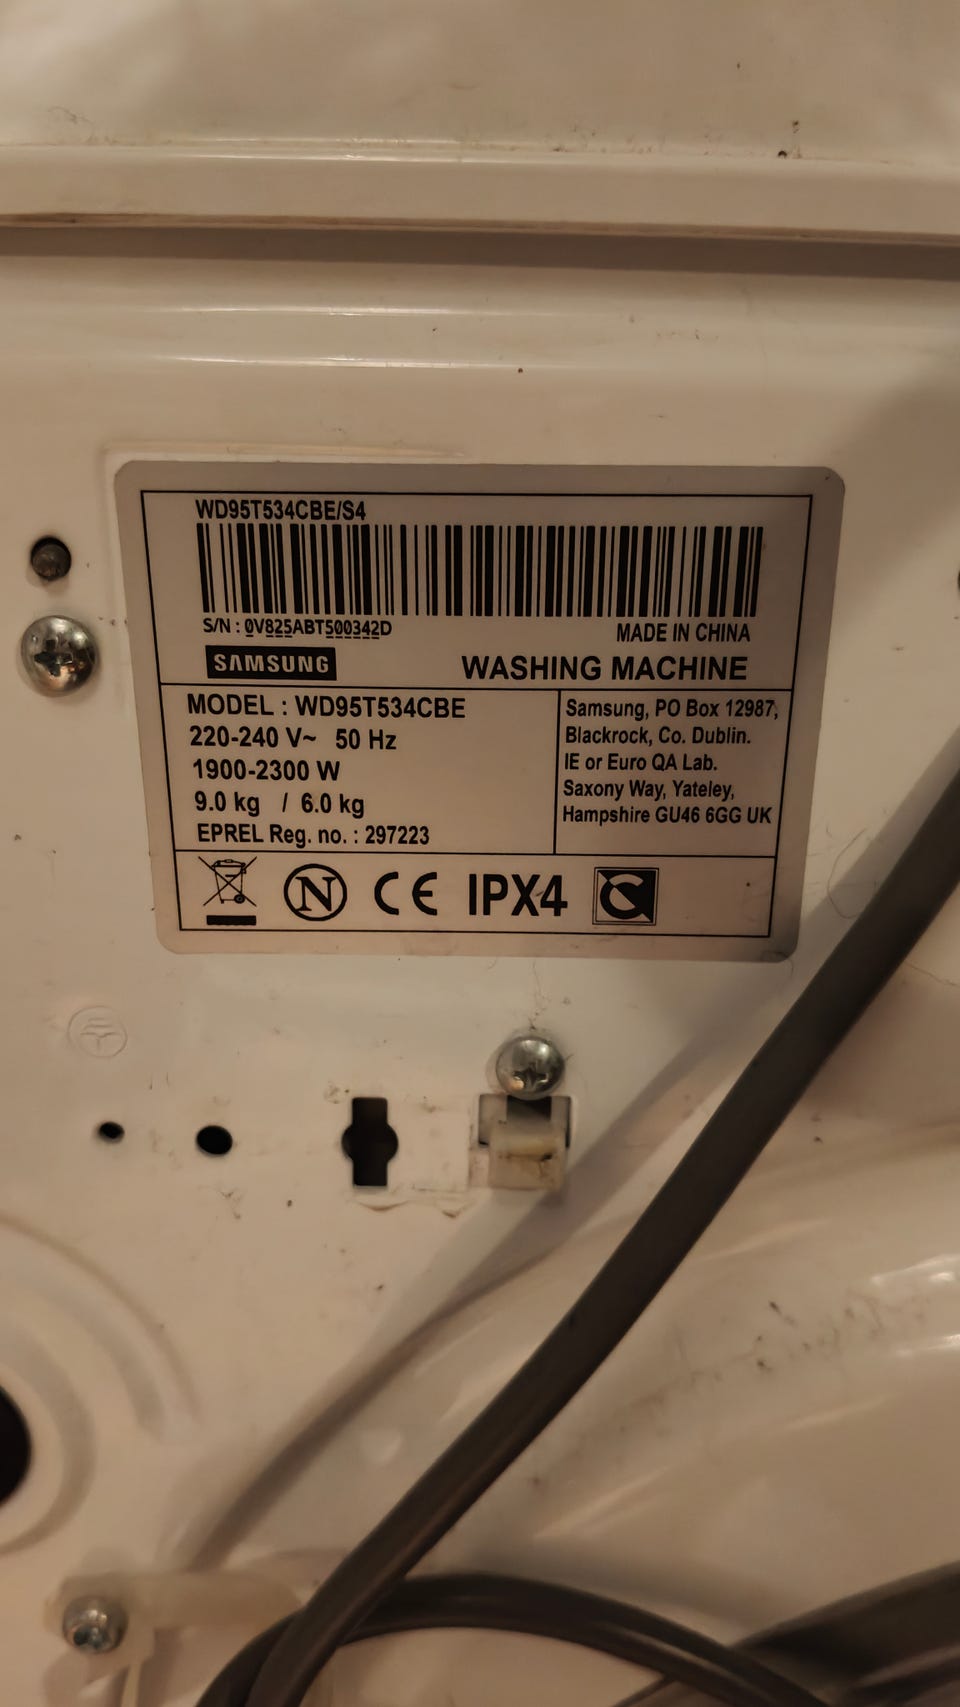 WD95T534CBE/S4
S/N : 0V825ABT500342D
MADE IN CHINA
SAMSUNG
WASHING MACHINE
MODEL : WD95T534CBE
220-240 V~ 50 Hz
1900-2300 W
9.0 kg / 6.0 kg
EPREL Reg. no. : 297223
Samsung, PO Box 12987,
Blackrock, Co. Dublin.
IE or Euro QA Lab.
Saxony Way, Yateley,
Hampshire GU46 6GG UK
N CE IPX4